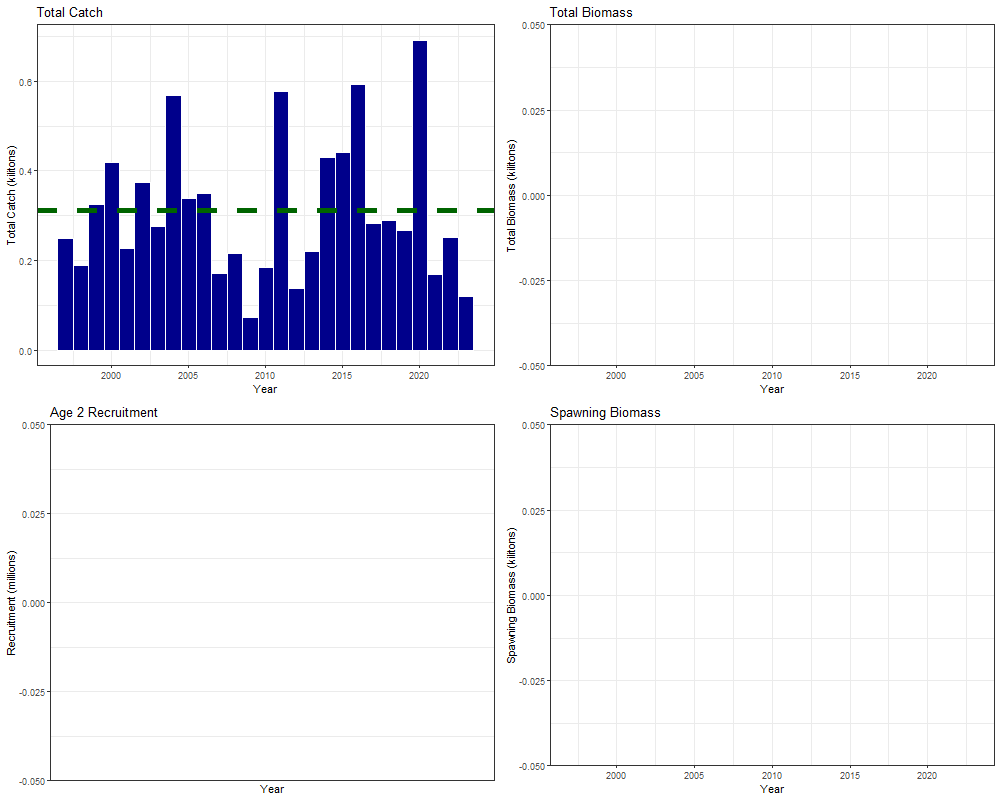 Total Catch
Total Catch (kilitons)
0.6
0.4
0.2
0.0
2000 2005 2010 2015 2020
Year
Total Biomass
Total Biomass (kilitons)
0.050
0.025
0.000
-0.025
-0.050
2000 2005 2010 2015 2020
Year
Age 2 Recruitment
Recruitment (millions)
0.050
0.025
0.000
-0.025
-0.050
Year
Spawning Biomass
Spawning Biomass (kilitons)
0.050
0.025
0.000
-0.025
-0.050
2000 2005 2010 2015 2020
Year